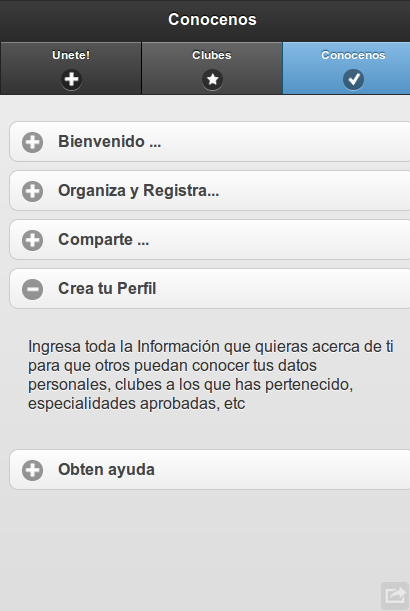 Conocenos
Unete!
Clubes
Conocenos
Bienvenido ...
Organiza y Registra...
Comparte ...
Crea tu Perfil
Ingresa toda la Información que quieras acerca de ti
para que otros puedan conocer tus datos
personales, clubes a los que has pertenecido,
especialidades aprobadas, etc
Obten ayuda